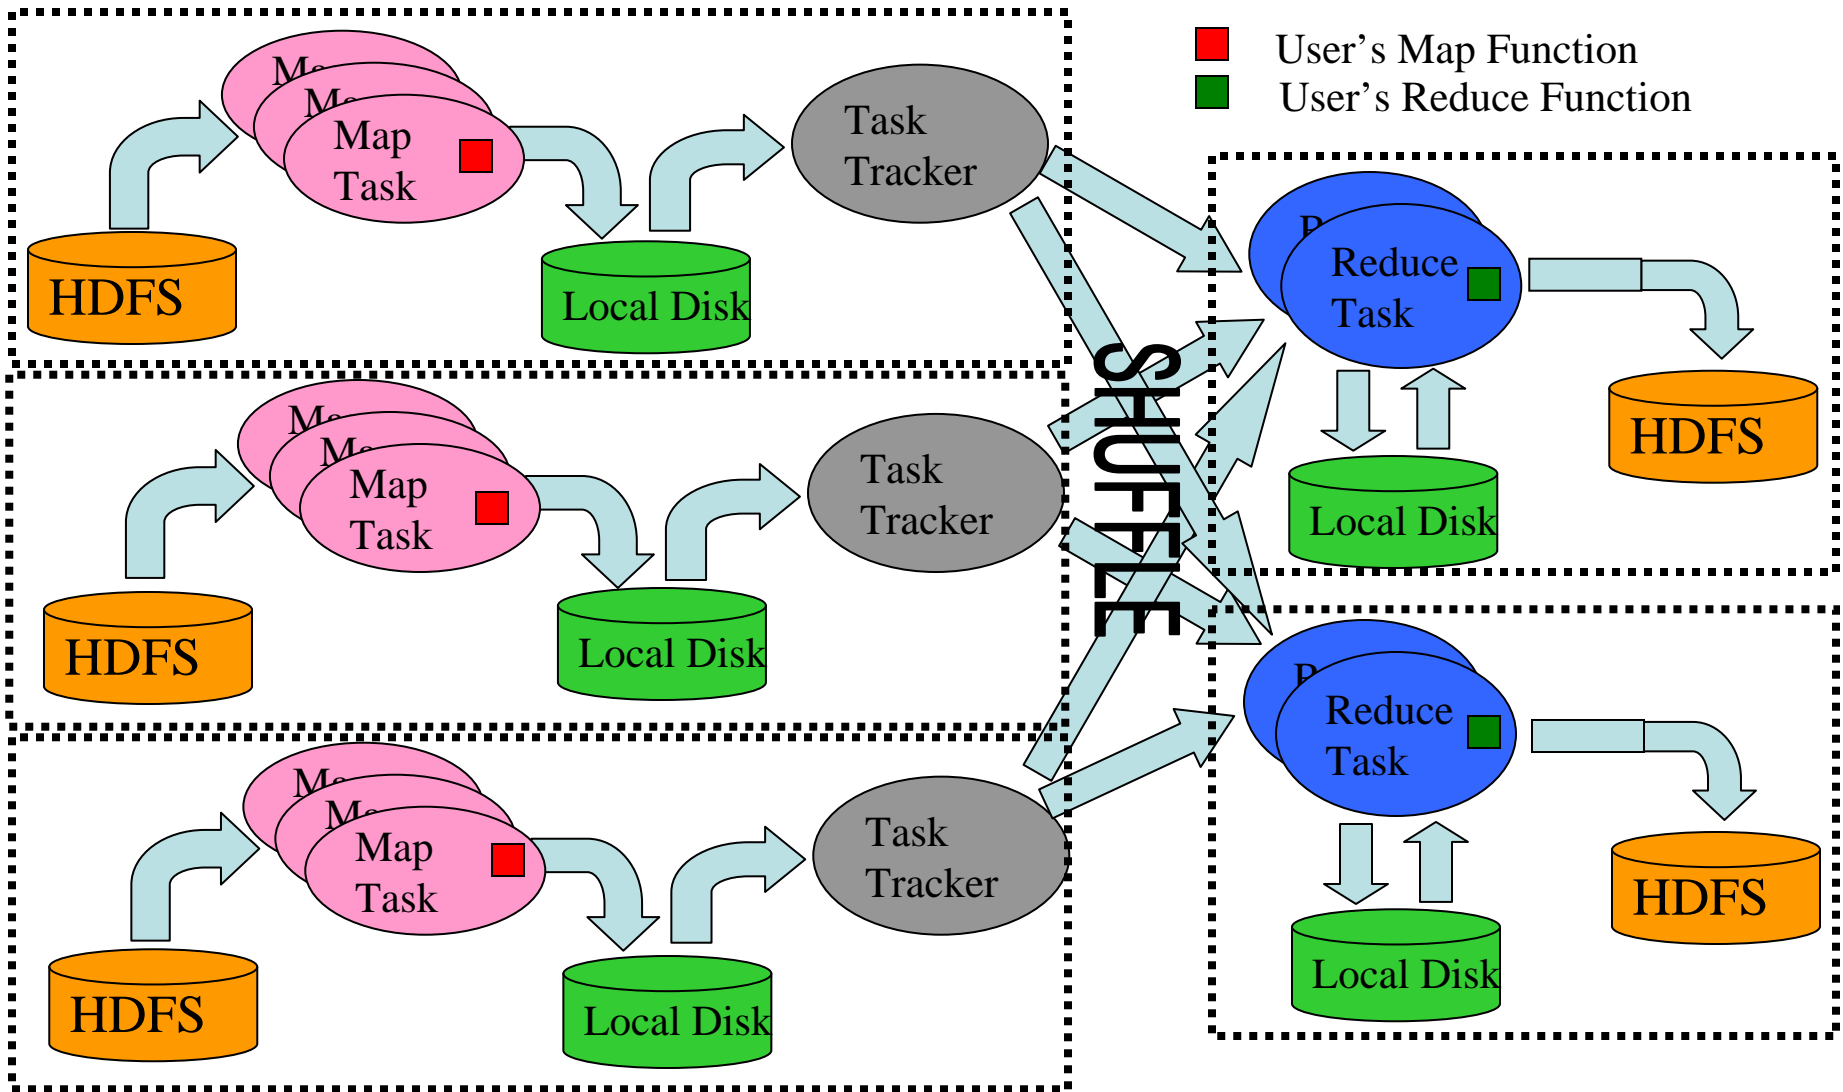 User's Map Function
User's Reduce Function
Map
Task
HDFS
Local Disk
Task
Tracker
Map
Task
HDFS
Local Disk
Task
Tracker
Map
Task
HDFS
Local Disk
Task
Tracker
SHUFFLE
Reduce
Task
Local Disk
HDFS
Reduce
Task
Local Disk
HDFS